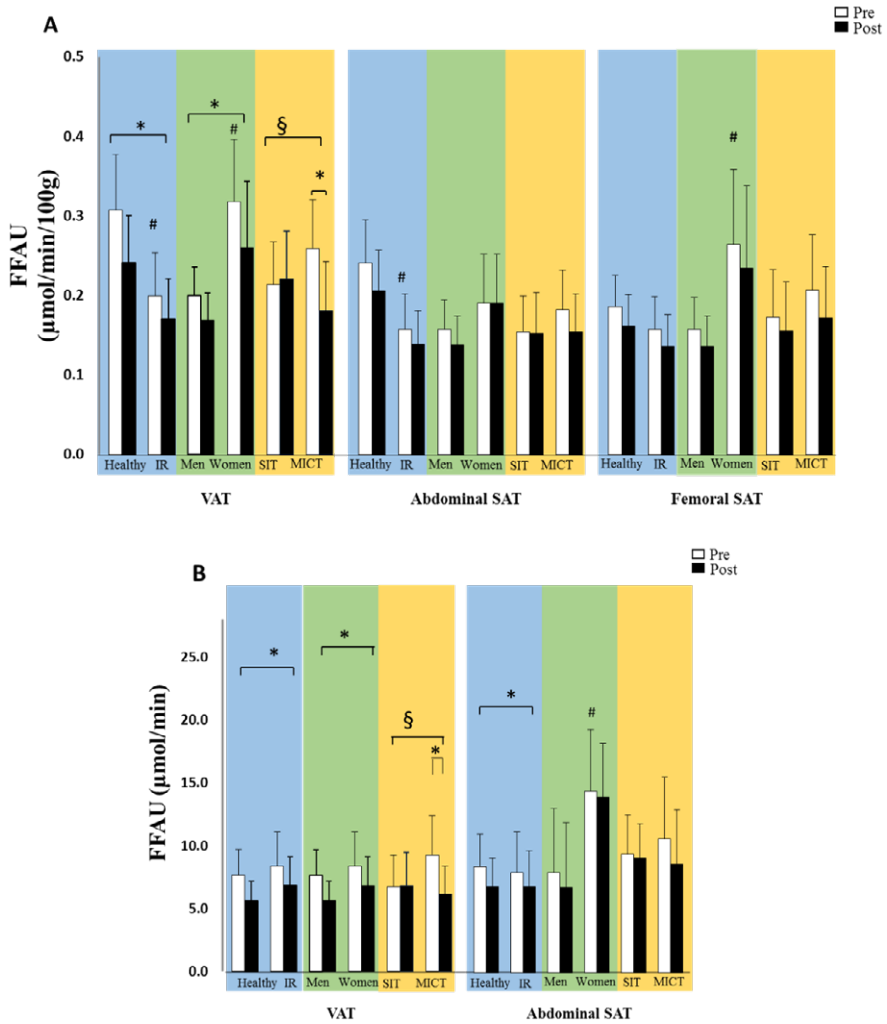 Pre
Post
A
FFAU
(µmol/min/100g)
0.5
0.4
0.3
0.2
0.1
0.0
* * § # * # # #
Healthy IR Men Women SIT MICT Healthy IR Men Women SIT MICT Healthy IR Men Women SIT MICT
VAT Abdominal SAT Femoral SAT
Pre
Post
B
FFAU (µmol/min)
25.0
20.0
15.0
10.0
5.0
0.0
* * § * * #
Healthy IR Men Women SIT MICT Healthy IR Men Women SIT MICT
VAT Abdominal SAT